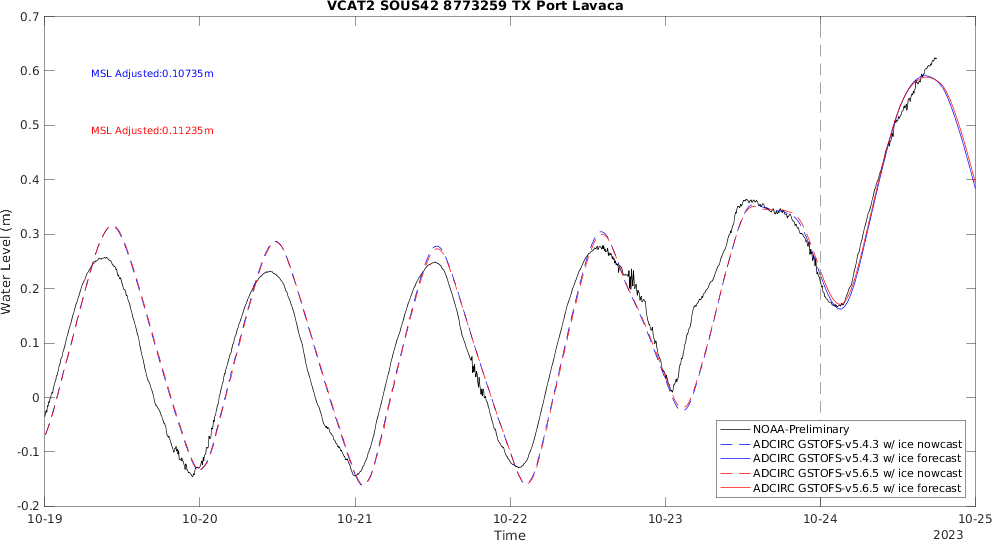 VCAT2 SOUS42 8773259 TX Port Lavaca
0.7
0.6
0.5
0.4
0.3
0.2
0.1
0
-0.1
-0.2
Water Level (m)
MSL Adjusted:0.10735m
MSL Adjusted:0.11235m
NOAA-Preliminary
ADCIRC GSTOFS-v5.4.3 w/ ice nowcast
ADCIRC GSTOFS-v5.4.3 w/ ice forecast
ADCIRC GSTOFS-v5.6.5 w/ ice nowcast
ADCIRC GSTOFS-v5.6.5 w/ ice forecast
10-19 10-20 10-21 10-22 10-23 10-24 10-25
Time
2023